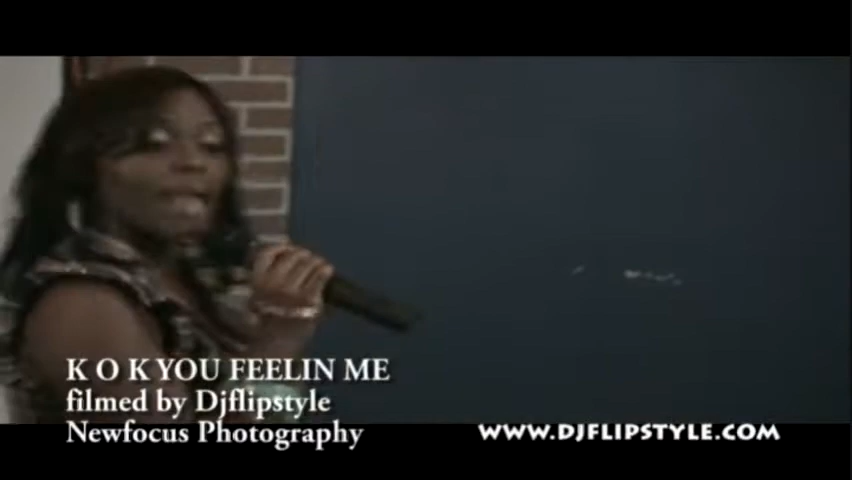 K O K YOU FEELIN ME
filmed by Djflipstyle
Newfocus Photography
WWW.DJFLIPSTYLE.COM